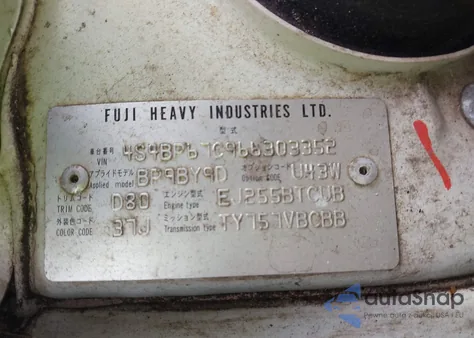 FUJI HEAVY INDUSTRIES LTD.
型式
車台番号 VIN 4S4BP67C966303352
アプライドモデル Applied model BP9BY9D オプションコード Option code U43W
トリムコード TRIM CODE D80 エンジン型式 Engine type EJ255BTCUB
外装色コード COLOR CODE 37J ミッション型式 Transmission type TY757VBCBB
autaShop